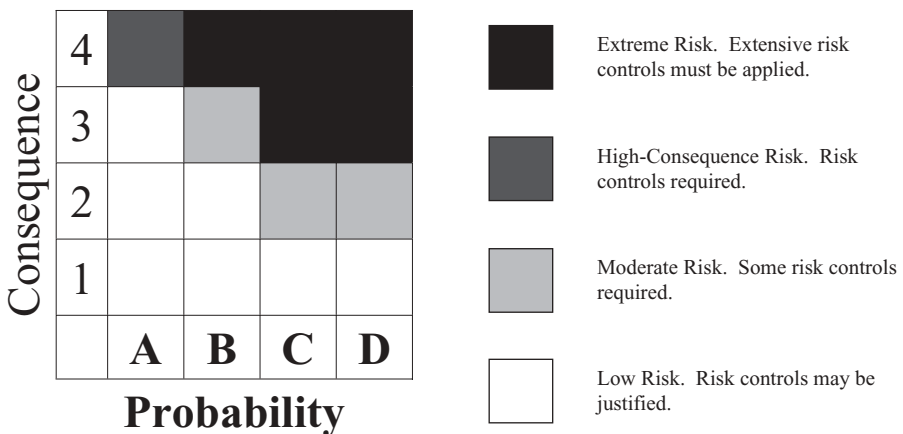 Consequence
4
3
2
1
A B C D
Probability
Extreme Risk. Extensive risk
controls must be applied.
High-Consequence Risk. Risk
controls required.
Moderate Risk. Some risk controls
required.
Low Risk. Risk controls may be
justified.